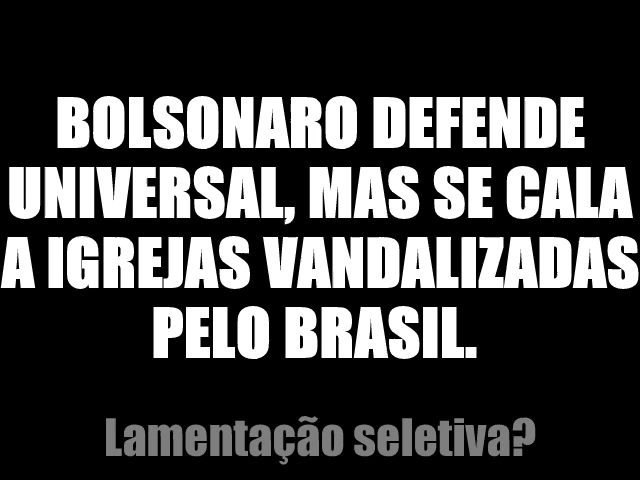 BOLSONARO DEFENDE
UNIVERSAL, MAS SE CALA
A IGREJAS VANDALIZADAS
PELO BRASIL.
Lamentação seletiva?